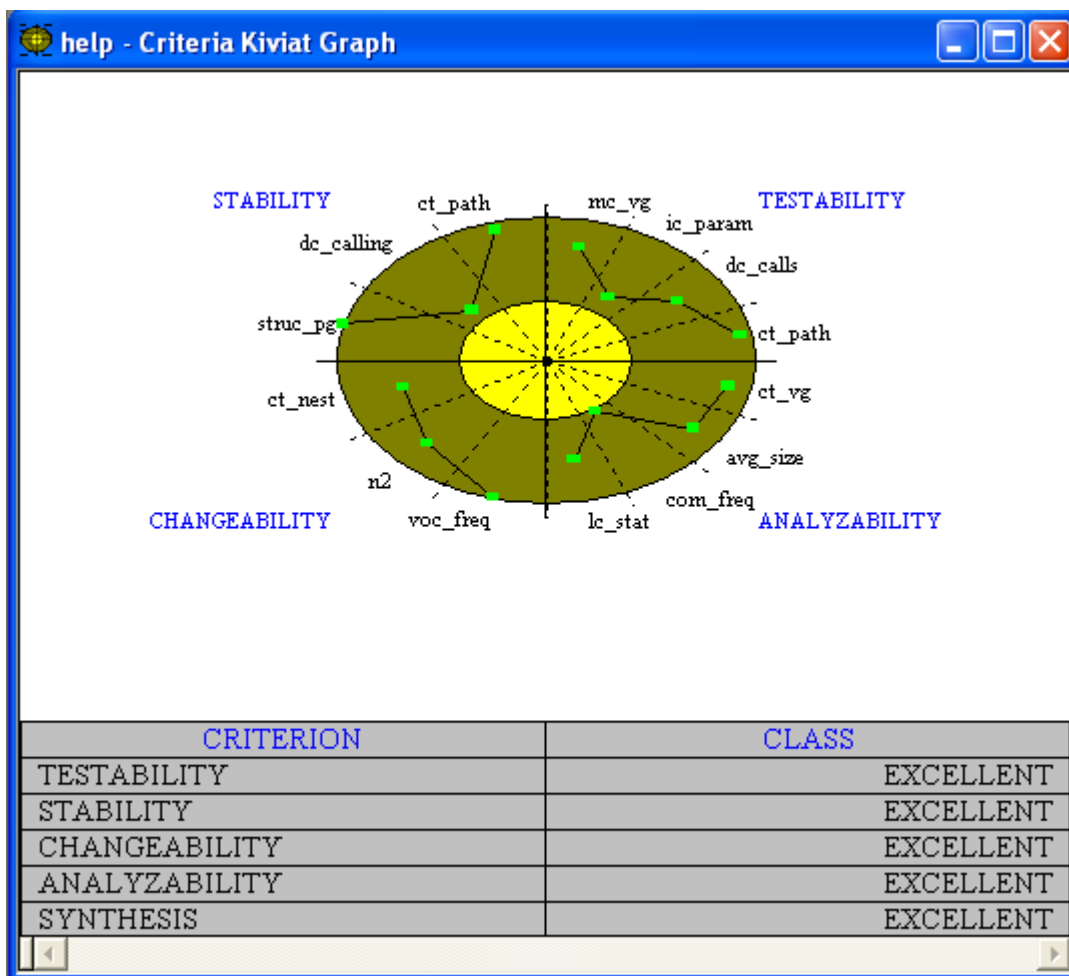 help - Criteria Kiviat Graph
STABILITY
ct_path
mc_vg
TESTABILITY
ic_param
dc_calling
dc_calls
struc_pg
ct_path
ct_nest
ct_vg
avg_size
n2
com_freq
CHANGEABILITY
voc_freq
lc_stat
ANALYZABILITY
CRITERION CLASS
TESTABILITY EXCELLENT
STABILITY EXCELLENT
CHANGEABILITY EXCELLENT
ANALYZABILITY EXCELLENT
SYNTHESIS EXCELLENT